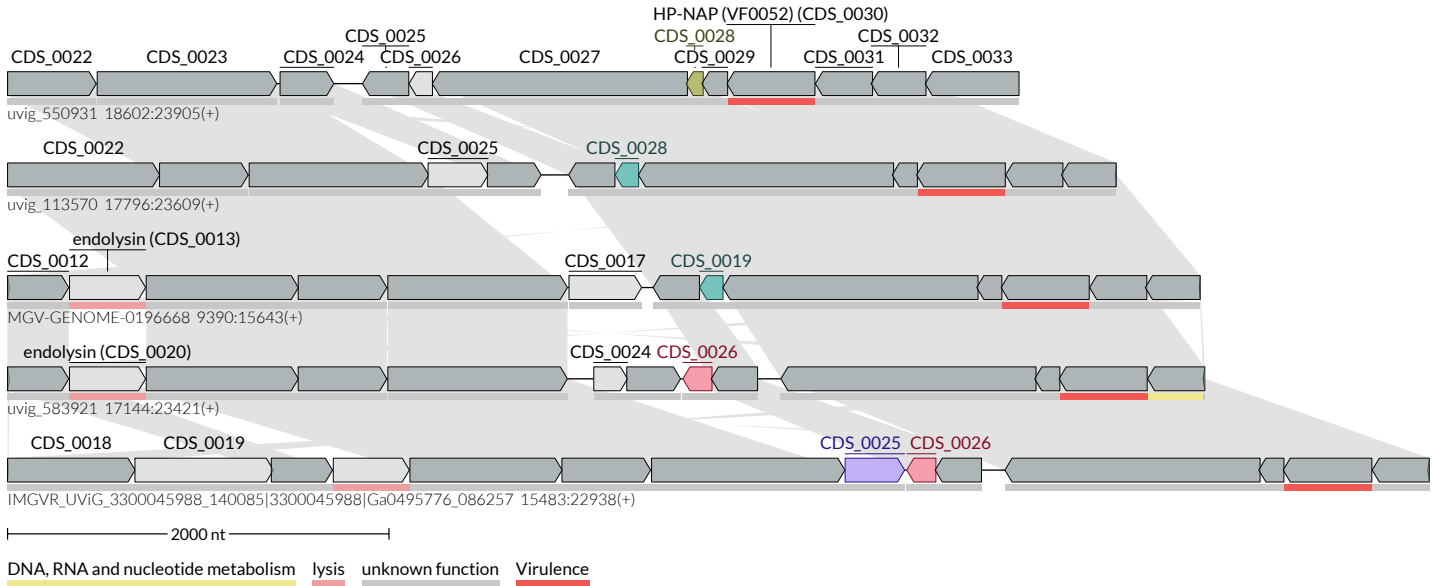 HP-NAP (VF0052) (CDS_0030)
CDS_0025 CDS_0028 CDS_0032
CDS_0022 CDS_0023 CDS_0024 CDS_0026 CDS_0027 CDS_0029 CDS_0031 CDS_0033
uvig_550931 18602:23905(+)
CDS_0022 CDS_0025 CDS_0028
uvig_113570 17796:23609(+)
endolysin (CDS_0013)
CDS_0012 CDS_0017 CDS_0019
MGV-GENOME-0196668 9390:15643(+)
endolysin (CDS_0020) CDS_0024 CDS_0026
uvig_583921 17144:23421(+)
CDS_0018 CDS_0019 CDS_0025 CDS_0026
IMGVR_UViG_3300045988_140085|3300045988|Ga0495776_086257 15483:22938(+)
2000 nt
DNA, RNA and nucleotide metabolism lysis unknown function Virulence